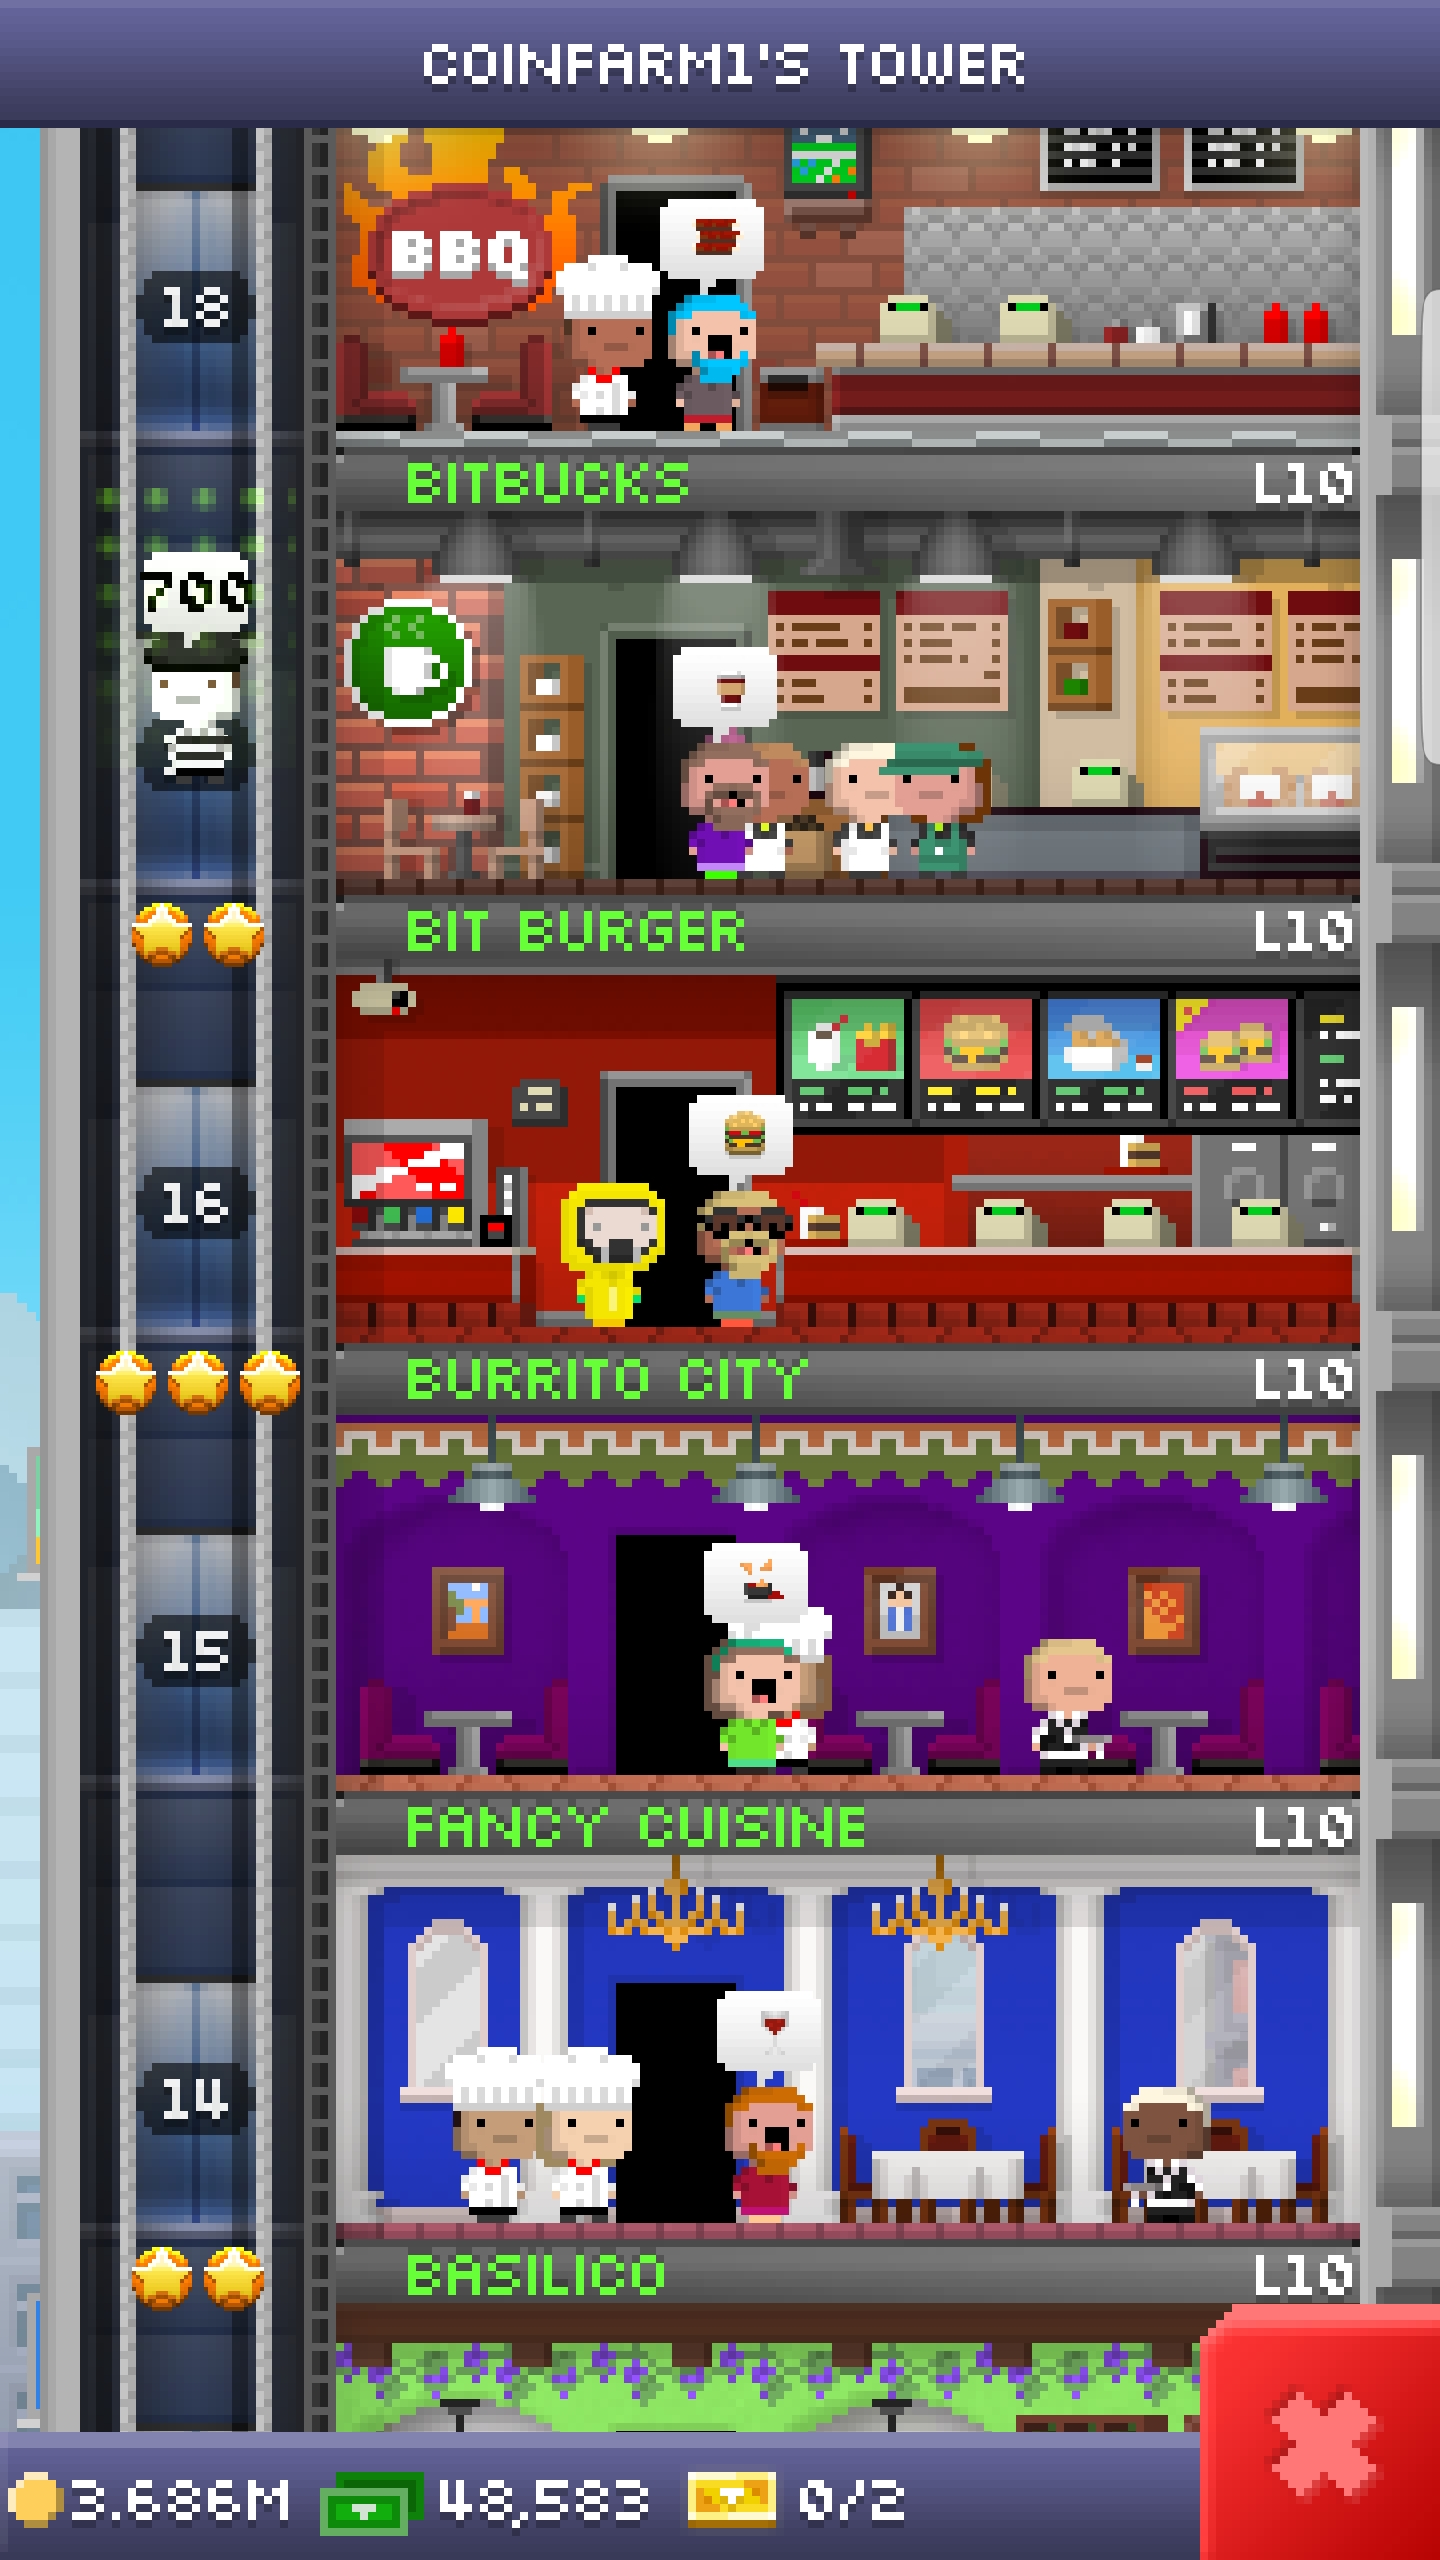 COINFARM1'S TOWER
BBQ
18
BITBUCKS L10
700
BIT BURGER L10
16
BURRITO CITY L10
15
FANCY CUISINE L10
14
BASILICO L10
3.686M 48,583 0/2